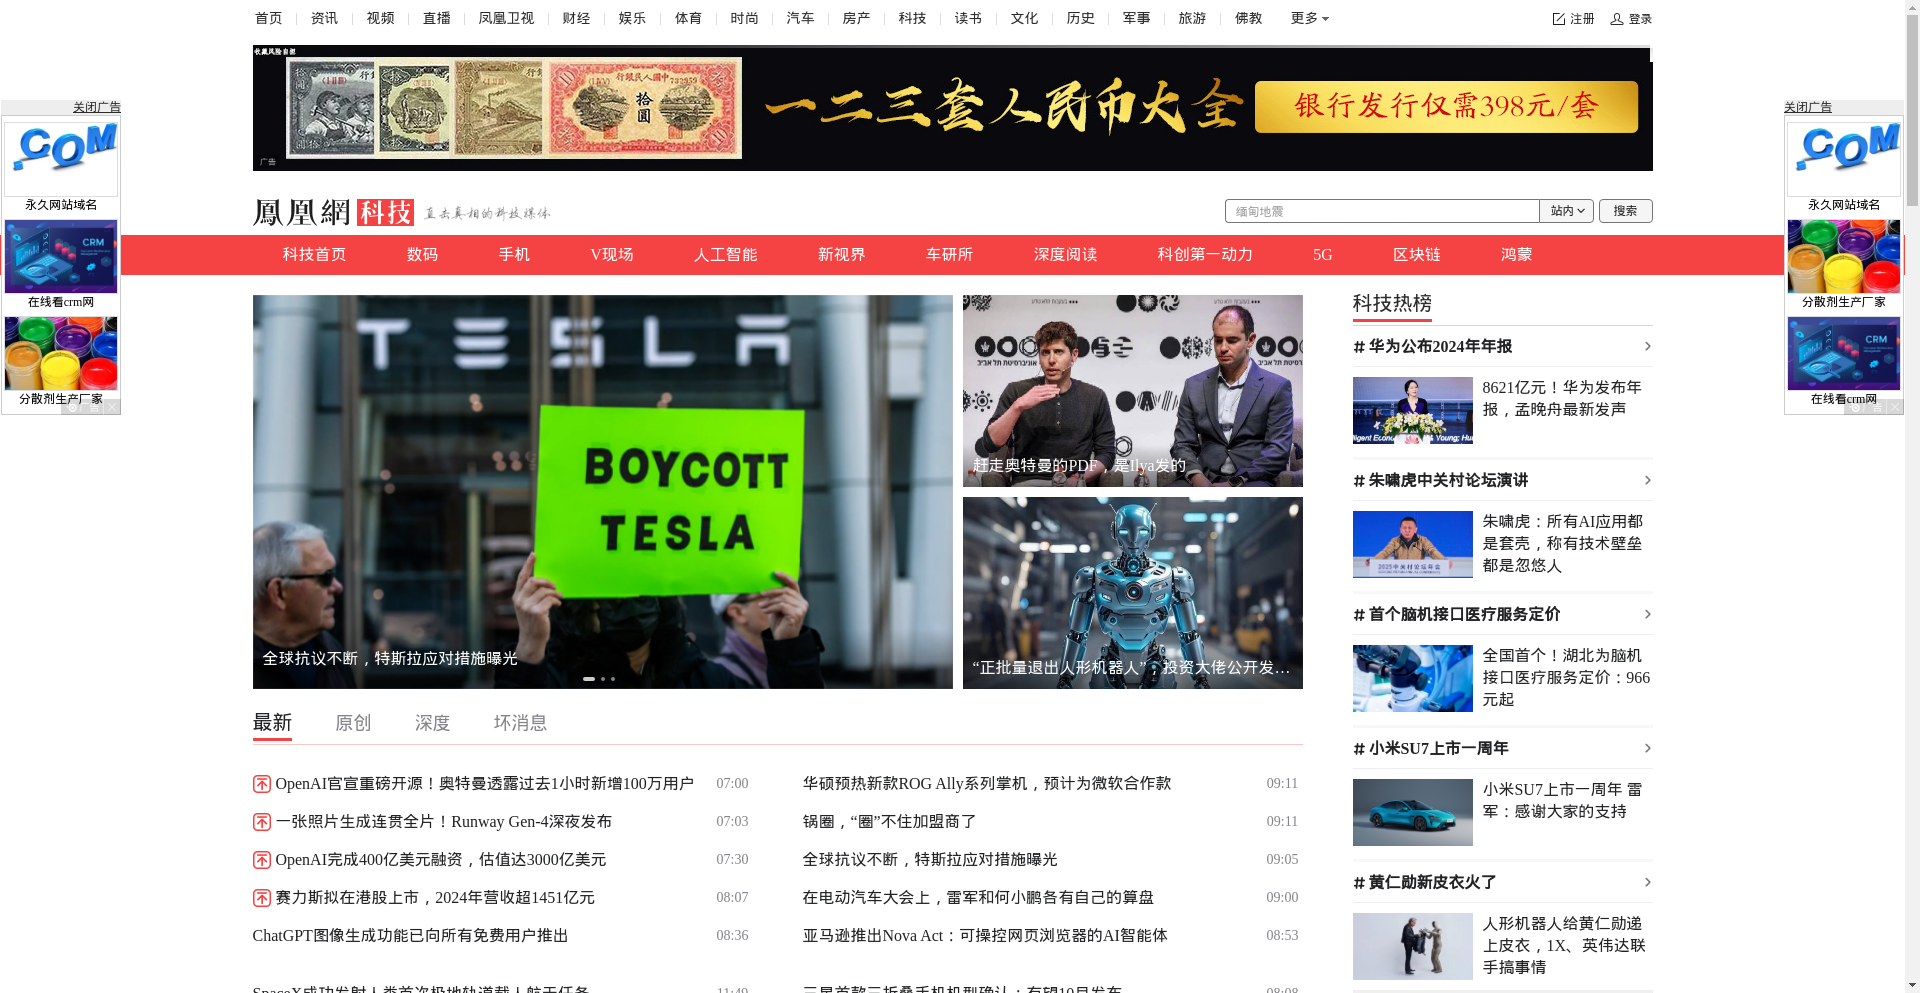 首页 资讯 视频 直播 凤凰卫视 财经 娱乐 体育 时尚 汽车 房产 科技 读书 文化 历史 军事 旅游 佛教 更多 注册 登录
收藏风险自担
一二三套人民币大全
银行发行仅需398元/套
广告
关闭广告
永久网站域名
在线看crm网
分散剂生产厂家
关闭广告
永久网站域名
分散剂生产厂家
在线看crm网
鳳凰網科技 直击真相的科技媒体
缅甸地震 站内 搜索
科技首页 数码 手机 V现场 人工智能 新视界 车研所 深度阅读 科创第一动力 5G 区块链 鸿蒙
TESLA
BOYCOTT
TESLA
全球抗议不断，特斯拉应对措施曝光
赶走奥特曼的PDF，是Ilya发的
“正批量退出人形机器人”，投资大佬公开发…
最新 原创 深度 坏消息
OpenAI官宣重磅开源！奥特曼透露过去1小时新增100万用户 07:00
一张照片生成连贯全片！Runway Gen-4深夜发布 07:03
OpenAI完成400亿美元融资，估值达3000亿美元 07:30
赛力斯拟在港股上市，2024年营收超1451亿元 08:07
ChatGPT图像生成功能已向所有免费用户推出 08:36
SpaceX成功发射人类首次极地轨道载人航天任务 11:49
华硕预热新款ROG Ally系列掌机，预计为微软合作款 09:11
锅圈，“圈”不住加盟商了 09:11
全球抗议不断，特斯拉应对措施曝光 09:05
在电动汽车大会上，雷军和何小鹏各有自己的算盘 09:00
亚马逊推出Nova Act：可操控网页浏览器的AI智能体 08:53
三星首款三折叠手机机型确认：有望10月发布 08:08
科技热榜
# 华为公布2024年年报
8621亿元！华为发布年
报，孟晚舟最新发声
# 朱啸虎中关村论坛演讲
朱啸虎：所有AI应用都
是套壳，称有技术壁垒
都是忽悠人
# 首个脑机接口医疗服务定价
全国首个！湖北为脑机
接口医疗服务定价：966
元起
# 小米SU7上市一周年
小米SU7上市一周年 雷
军：感谢大家的支持
# 黄仁勋新皮衣火了
人形机器人给黄仁勋递
上皮衣，1X、英伟达联
手搞事情